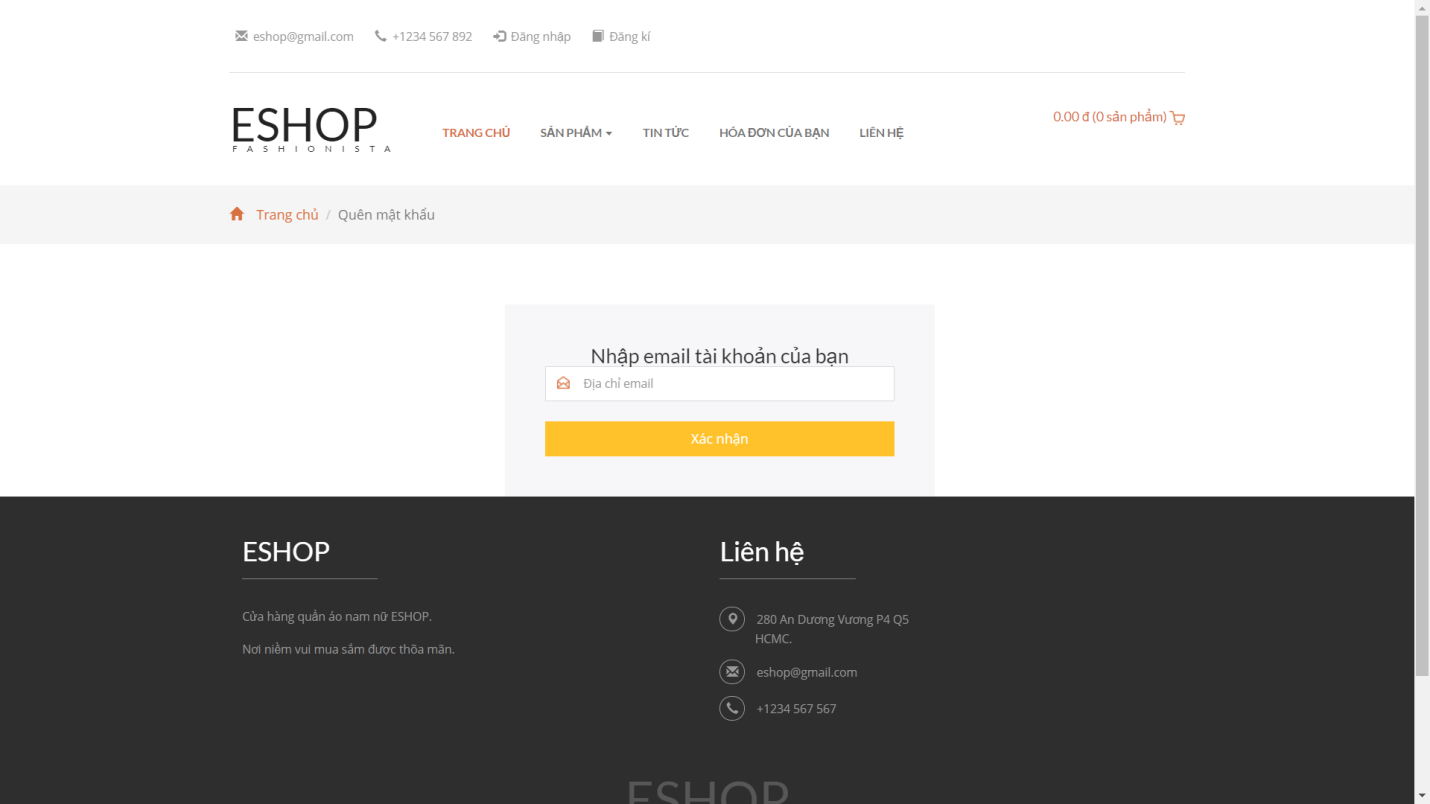 eshop@gmail.com +1234 567 892 Đăng nhập Đăng kí
ESHOP
FASHIONISTA
TRANG CHỦ SẢN PHẨM TIN TỨC HÓA ĐƠN CỦA BẠN LIÊN HỆ
0.00 đ (0 sản phẩm)
Trang chủ / Quên mật khẩu
Nhập email tài khoản của bạn
Địa chỉ email
Xác nhận
ESHOP
Cửa hàng quần áo nam nữ ESHOP.
Nơi niềm vui mua sắm được thõa mãn.
Liên hệ
280 An Dương Vương P4 Q5
HCMC.
eshop@gmail.com
+1234 567 567
ESHOP